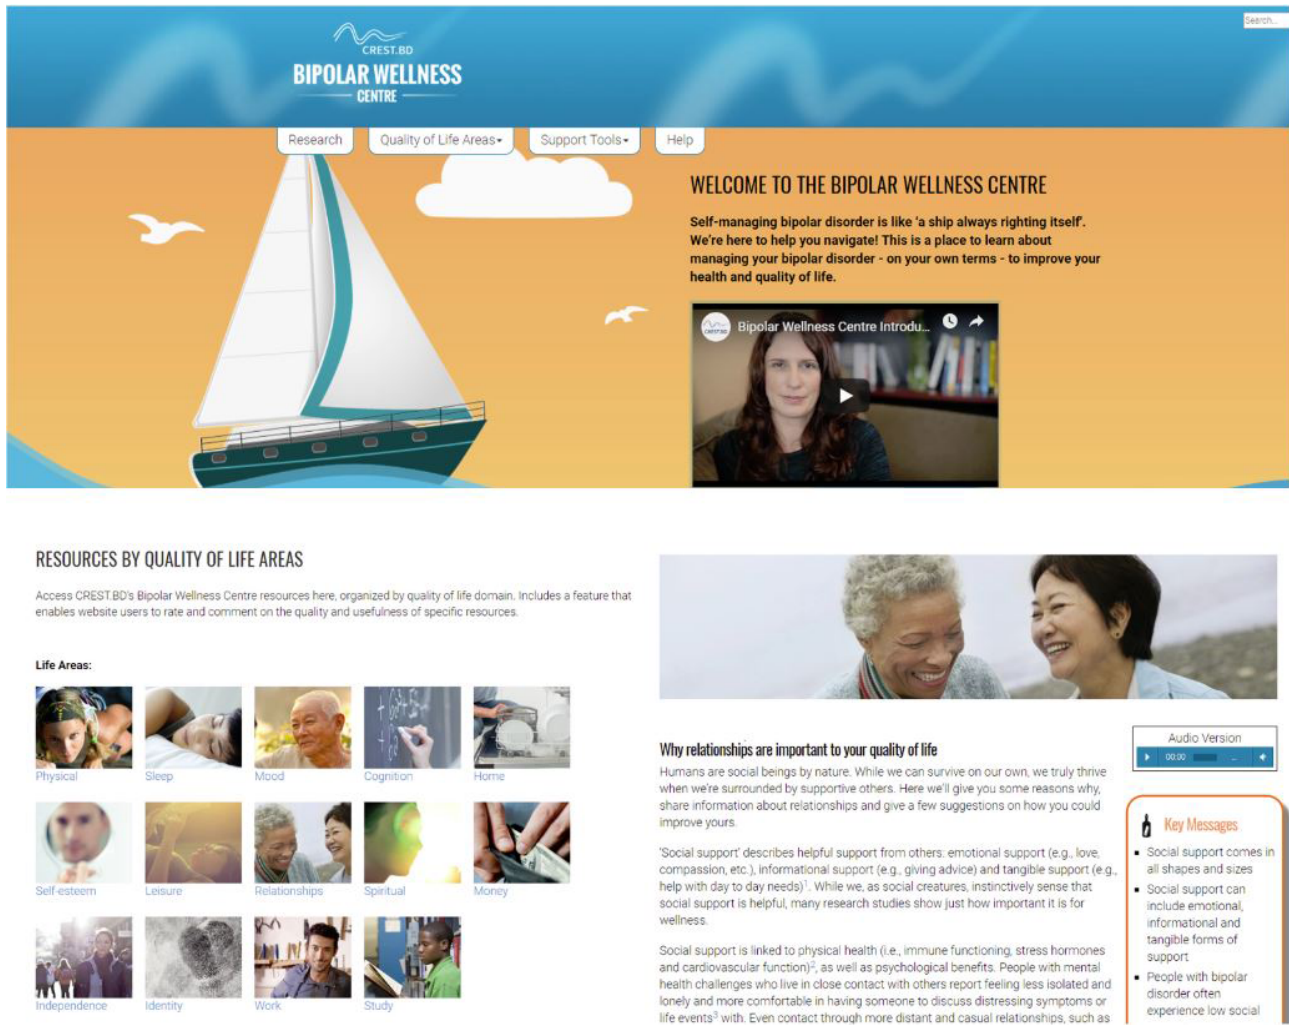 Search...
CREST.BD
BIPOLAR WELLNESS
CENTRE
Research
Quality of Life Areas
Support Tools
Help
WELCOME TO THE BIPOLAR WELLNESS CENTRE
Self-managing bipolar disorder is like 'a ship always righting itself'.
We're here to help you navigate! This is a place to learn about
managing your bipolar disorder - on your own terms - to improve your
health and quality of life.
CREST.BD
Bipolar Wellness Centre Introdu...
RESOURCES BY QUALITY OF LIFE AREAS
Access CREST.BD's Bipolar Wellness Centre resources here, organized by quality of life domain. Includes a feature that
enables website users to rate and comment on the quality and usefulness of specific resources.
Life Areas:
Physical
Sleep
Mood
Cognition
Home
Self-esteem
Leisure
Relationships
Spiritual
Money
Independence
Identity
Work
Study
Why relationships are important to your quality of life
Humans are social beings by nature. While we can survive on our own, we truly thrive
when we're surrounded by supportive others. Here we'll give you some reasons why,
share information about relationships and give a few suggestions on how you could
improve yours.
'Social support' describes helpful support from others: emotional support (e.g., love,
compassion, etc.), informational support (e.g., giving advice) and tangible support (e.g.,
help with day to day needs)¹. While we, as social creatures, instinctively sense that
social support is helpful, many research studies show just how important it is for
wellness.
Social support is linked to physical health (i.e., immune functioning, stress hormones
and cardiovascular function)², as well as psychological benefits. People with mental
health challenges who live in close contact with others report feeling less isolated and
lonely and more comfortable in having someone to discuss distressing symptoms or
life events³ with. Even contact through more distant and casual relationships, such as
Audio Version
00:00
Key Messages
Social support comes in
all shapes and sizes
Social support can
include emotional,
informational and
tangible forms of
support
People with bipolar
disorder often
experience low social